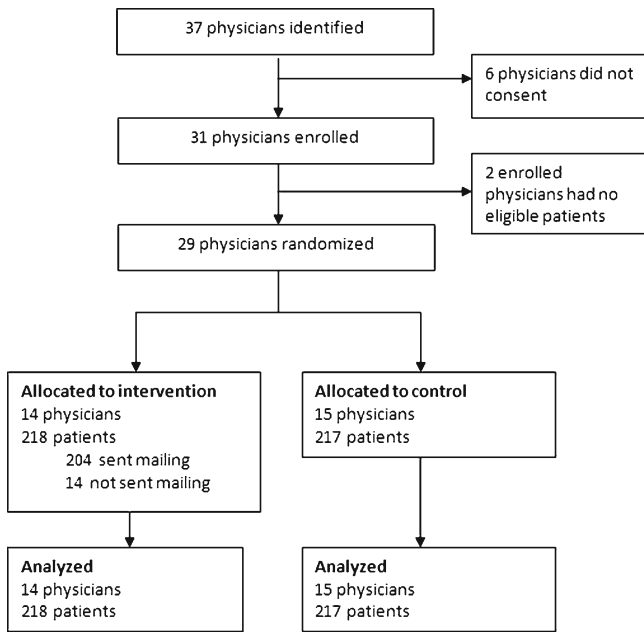 37 physicians identified
6 physicians did not
consent
31 physicians enrolled
2 enrolled
physicians had no
eligible patients
29 physicians randomized
Allocated to intervention
14 physicians
218 patients
204 sent mailing
14 not sent mailing
Allocated to control
15 physicians
217 patients
Analyzed
14 physicians
218 patients
Analyzed
15 physicians
217 patients